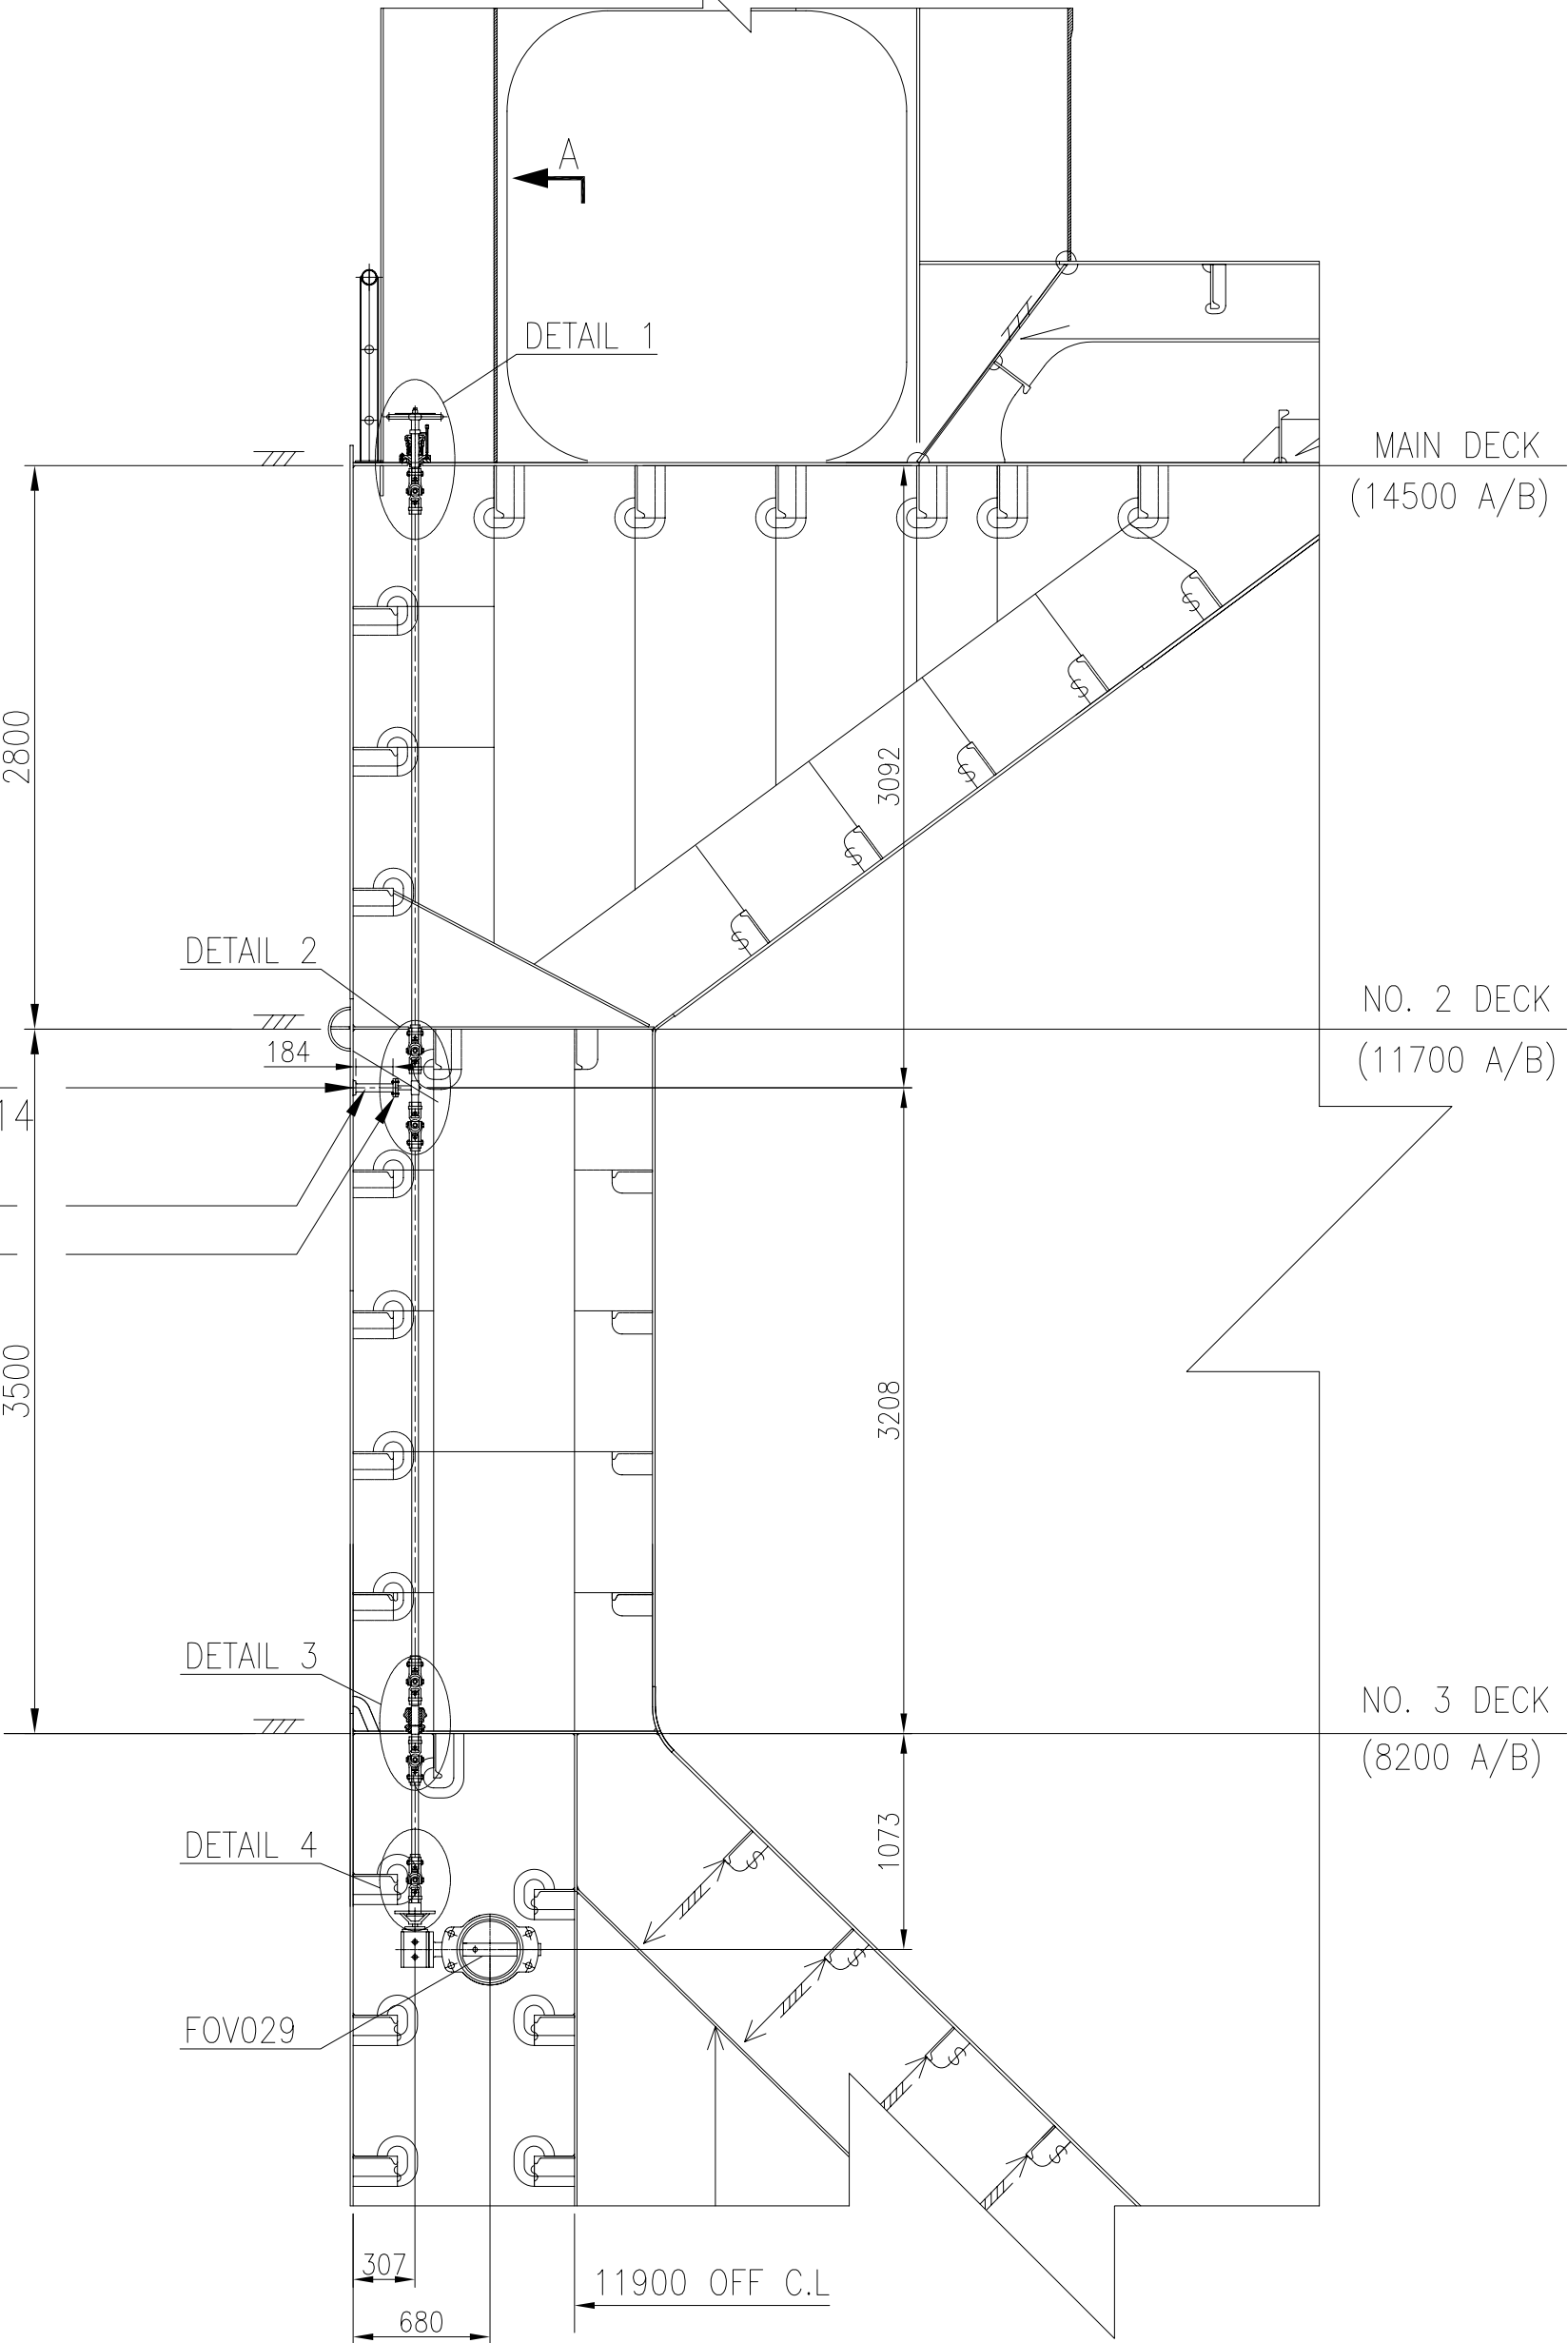 A
DETAIL 1
MAIN DECK
(14500 A/B)
2800
3092
DETAIL 2
NO. 2 DECK
184
(11700 A/B)
14
3500
3208
DETAIL 3
NO. 3 DECK
(8200 A/B)
1073
DETAIL 4
FOV029
307
11900 OFF C.L
680